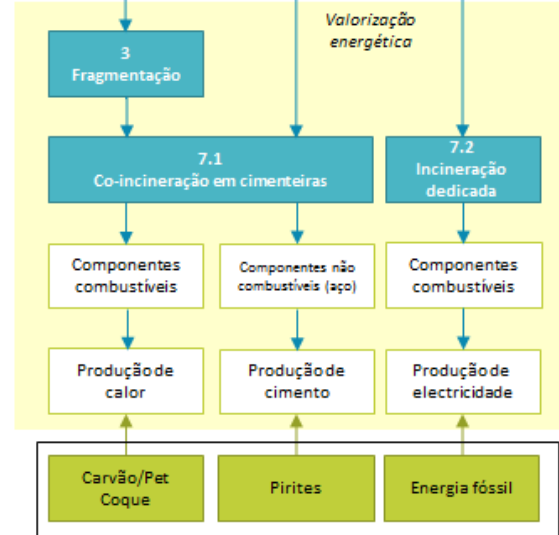 Valorização
energética
3
Fragmentação
7.1
Co-incineração em cimenteiras
7.2
Incineração
dedicada
Componentes
combustíveis
Componentes não
combustíveis (aço)
Componentes
combustíveis
Produção de
calor
Produção de
cimento
Produção de
electricidade
Carvão/Pet
Coque
Pirites
Energia fóssil